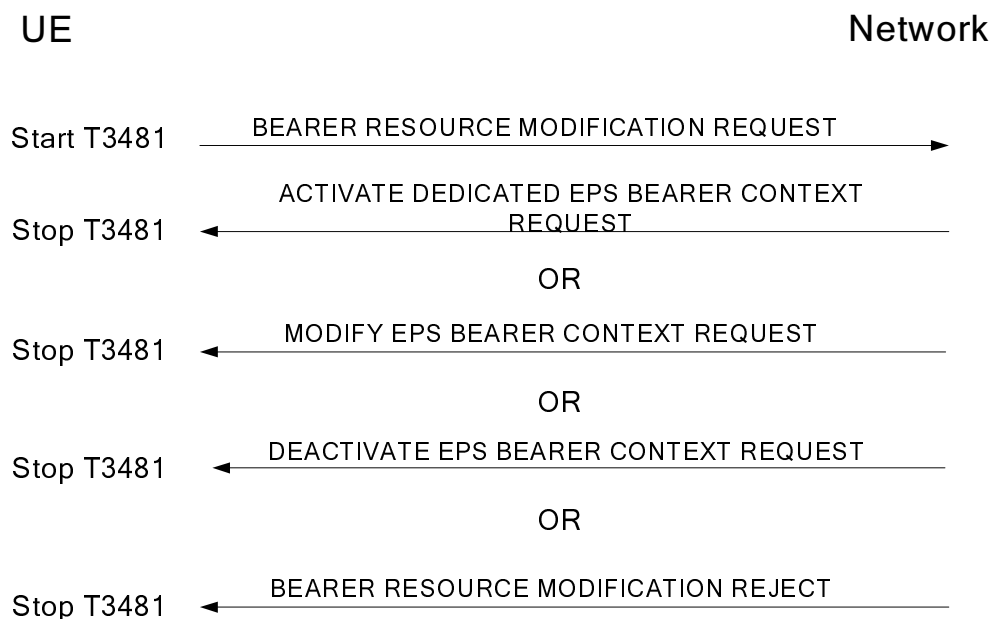 UE
Network
Start T3481
BEARER RESOURCE MODIFICATION REQUEST
ACTIVATE DEDICATED EPS BEARER CONTEXT
REQUEST
Stop T3481
OR
MODIFY EPS BEARER CONTEXT REQUEST
Stop T3481
OR
DEACTIVATE EPS BEARER CONTEXT REQUEST
Stop T3481
OR
BEARER RESOURCE MODIFICATION REJECT
Stop T3481